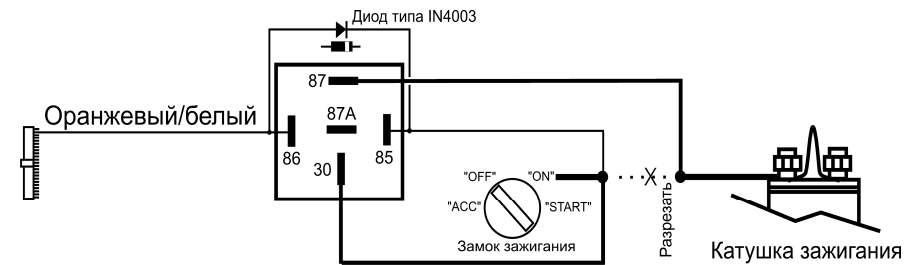 Диод типа IN4003
87
Оранжевый/белый
87A
86
85
30
"OFF"
"ON"
"ACC"
"START"
Разрезать
Замок зажигания
Катушка зажигания